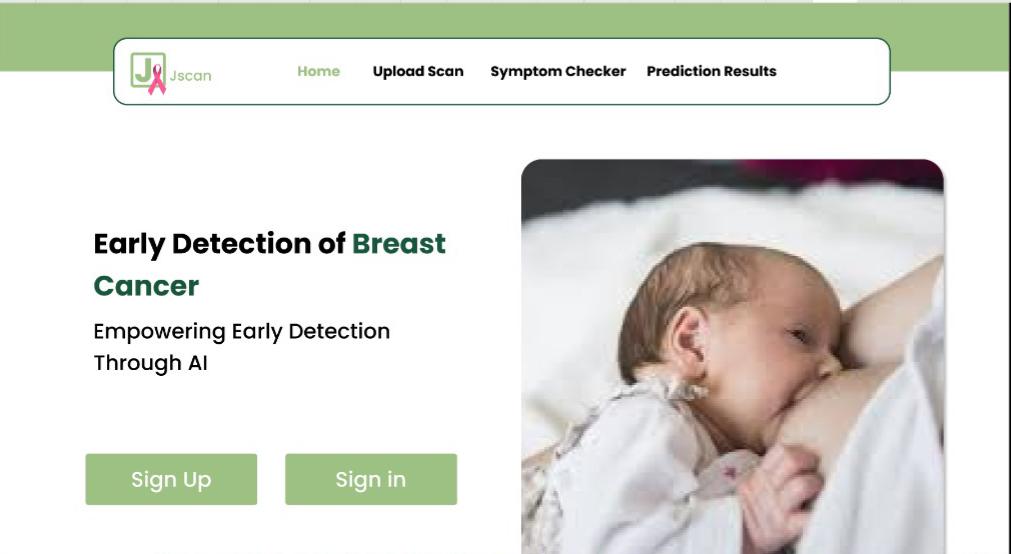 Jscan
Home Upload Scan Symptom Checker Prediction Results
Early Detection of Breast
Cancer
Empowering Early Detection
Through AI
Sign Up Sign in